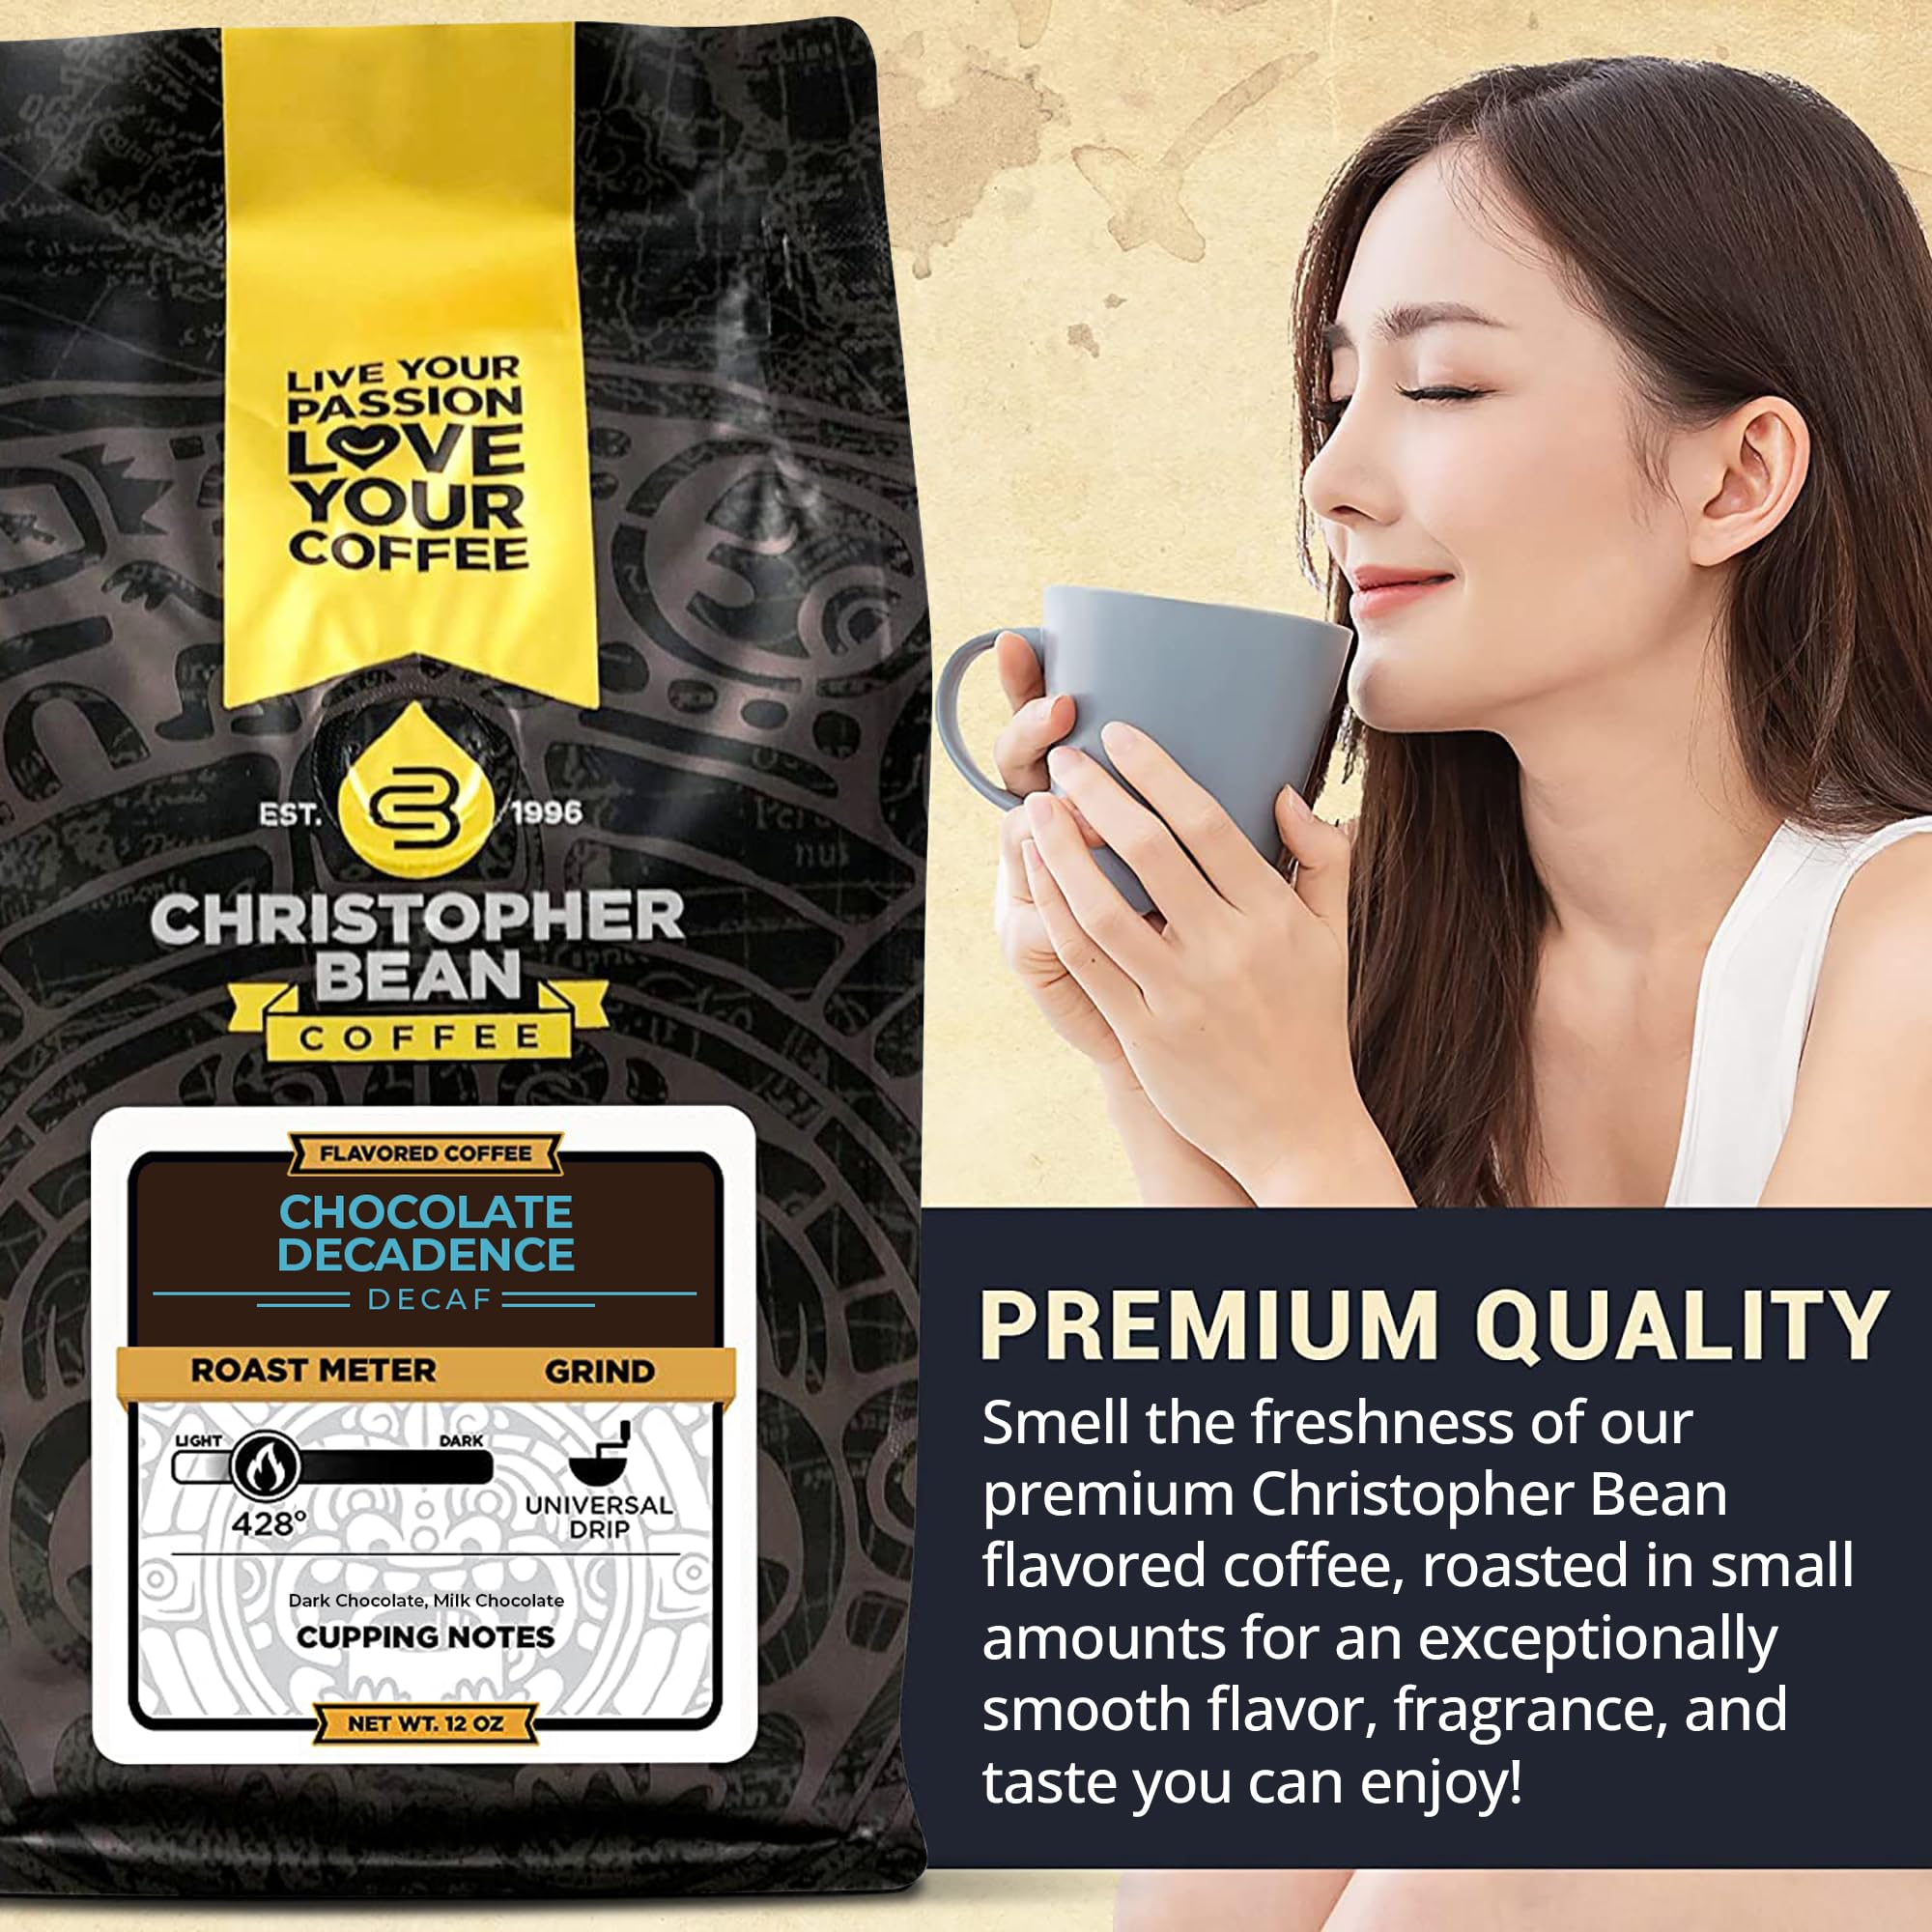 LIVE YOUR
PASSION
LOVE
YOUR
COFFEE
EST. 1996
CHRISTOPHER
BEAN
COFFEE
FLAVORED COFFEE
CHOCOLATE
DECADENCE
DECAF
ROAST METER GRIND
LIGHT DARK
428°
UNIVERSAL
DRIP
Dark Chocolate, Milk Chocolate
CUPPING NOTES
NET WT. 12 OZ
PREMIUM QUALITY
Smell the freshness of our
premium Christopher Bean
flavored coffee, roasted in small
amounts for an exceptionally
smooth flavor, fragrance, and
taste you can enjoy!